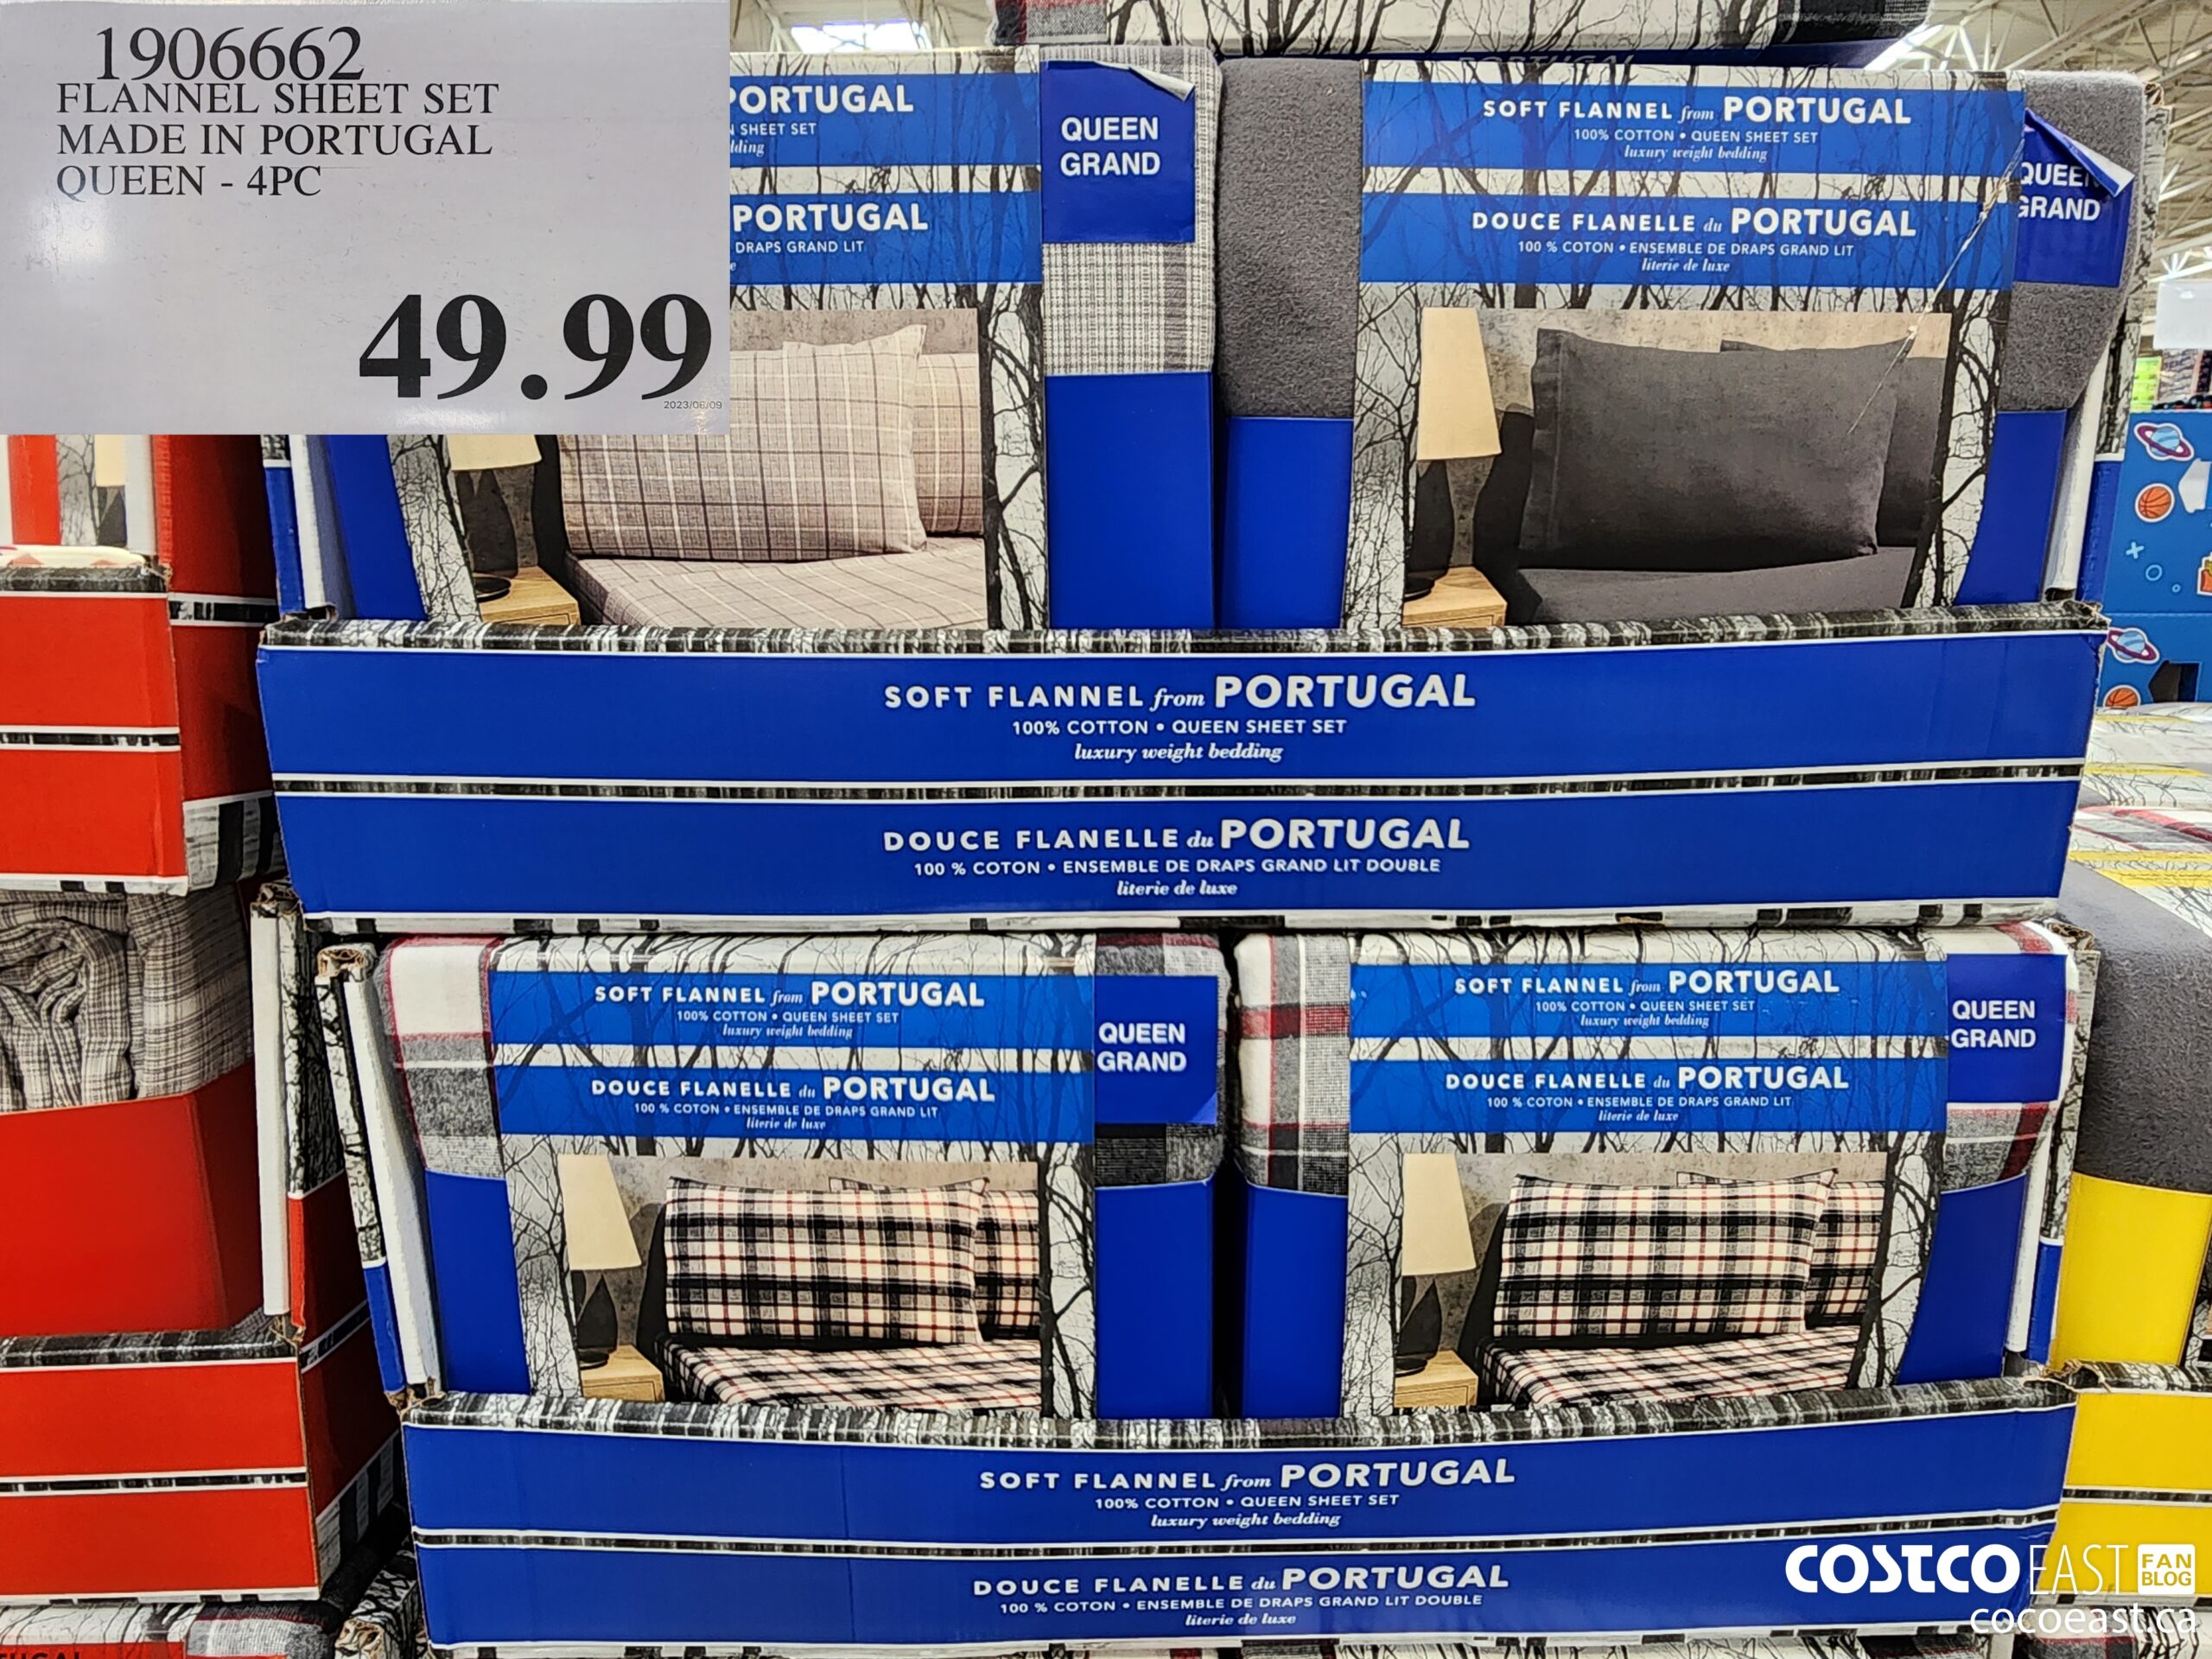 1906662
FLANNEL SHEET SET
MADE IN PORTUGAL
QUEEN - 4PC
49.99
2023/06/09
PORTUGAL
SHEET SET
PORTUGAL
DRAPS GRAND LIT
QUEEN
GRAND
SOFT FLANNEL from PORTUGAL
100% COTTON • QUEEN SHEET SET
luxury weight bedding
DOUCE FLANELLE du PORTUGAL
100 % COTON • ENSEMBLE DE DRAPS GRAND LIT
literie de luxe
QUEEN
GRAND
SOFT FLANNEL from PORTUGAL
100% COTTON • QUEEN SHEET SET
luxury weight bedding
DOUCE FLANELLE du PORTUGAL
100 % COTON • ENSEMBLE DE DRAPS GRAND LIT DOUBLE
literie de luxe
SOFT FLANNEL from PORTUGAL
100% COTTON • QUEEN SHEET SET
luxury weight bedding
DOUCE FLANELLE du PORTUGAL
100 % COTON • ENSEMBLE DE DRAPS GRAND LIT
literie de luxe
QUEEN
GRAND
SOFT FLANNEL from PORTUGAL
100% COTTON • QUEEN SHEET SET
luxury weight bedding
DOUCE FLANELLE du PORTUGAL
100 % COTON • ENSEMBLE DE DRAPS GRAND LIT
literie de luxe
QUEEN
GRAND
SOFT FLANNEL from PORTUGAL
100% COTTON • QUEEN SHEET SET
luxury weight bedding
DOUCE FLANELLE du PORTUGAL
100 % COTON • ENSEMBLE DE DRAPS GRAND LIT DOUBLE
literie de luxe
COSTCO EAST FAN BLOG
cocoeast.ca